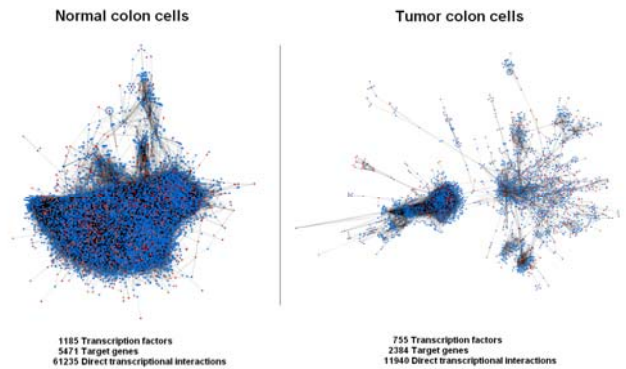 Normal colon cells
Tumor colon cells
1185 Transcription factors
5471 Target genes
61235 Direct transcriptional interactions
755 Transcription factors
2384 Target genes
11940 Direct transcriptional interactions